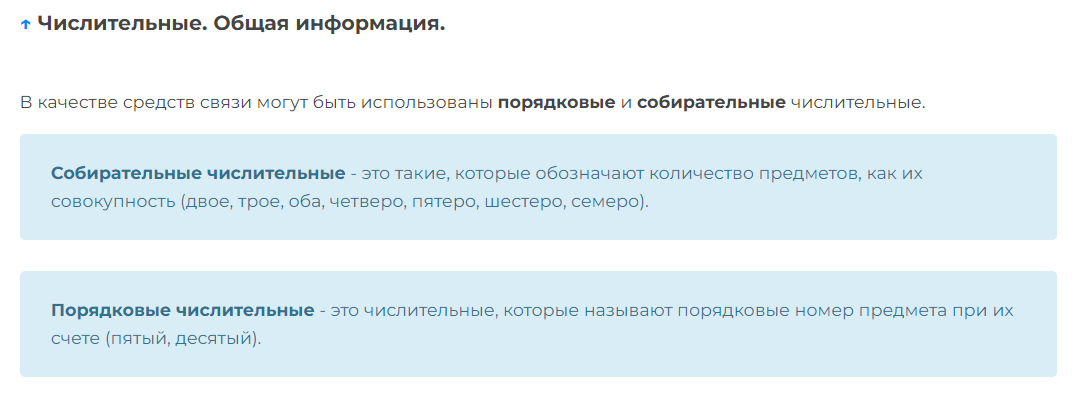 ↑ Числительные. Общая информация.
В качестве средств связи могут быть использованы порядковые и собирательные числительные.
Собирательные числительные - это такие, которые обозначают количество предметов, как их
совокупность (двое, трое, оба, четверо, пятеро, шестеро, семеро).
Порядковые числительные - это числительные, которые называют порядковые номер предмета при их
счете (пятый, десятый).